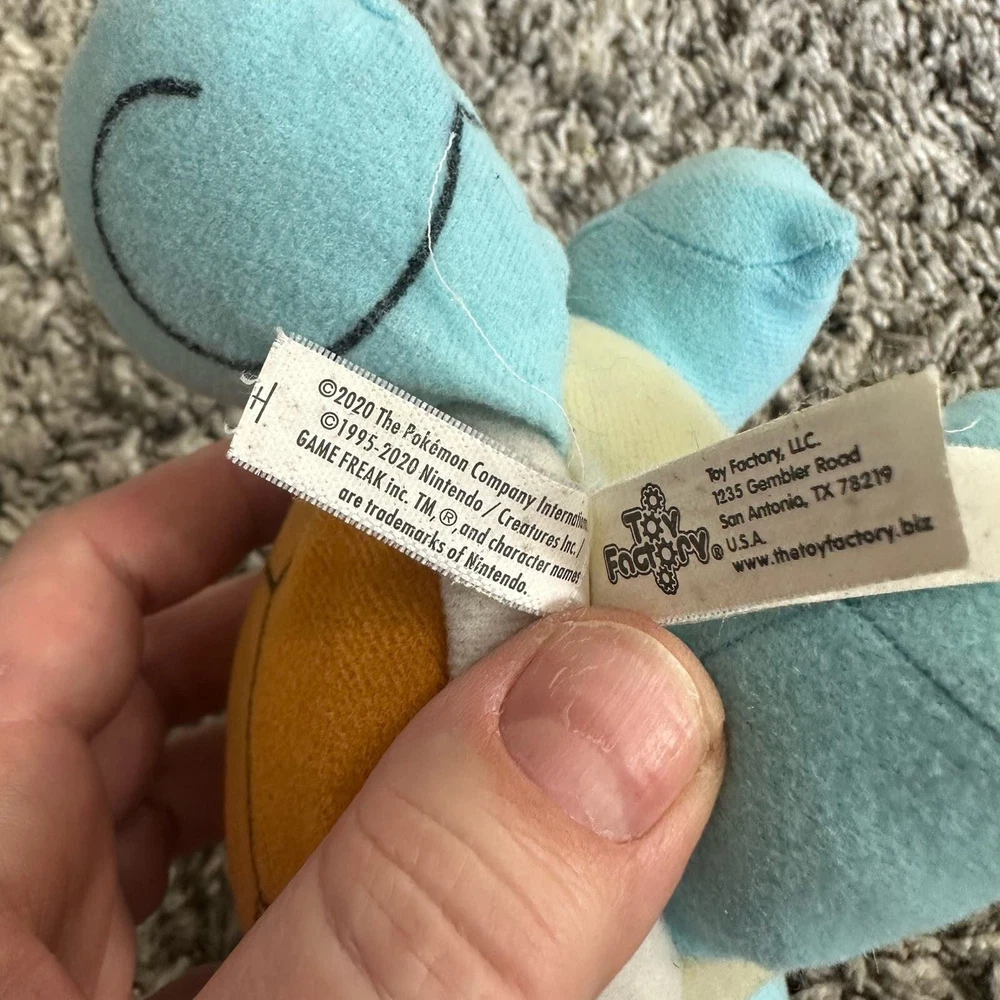 H
©2020 The Pokémon Company
©1995-2020 Nintendo / Creatures Inc. /
GAME FREAK inc. TM, ®, and character names
are trademarks of Nintendo.
Toy Factory ®
Toy Factory, LLC.
1235 Gembler Road
San Antonio, TX 78219
U.S.A.
www.thetoyfactory.biz